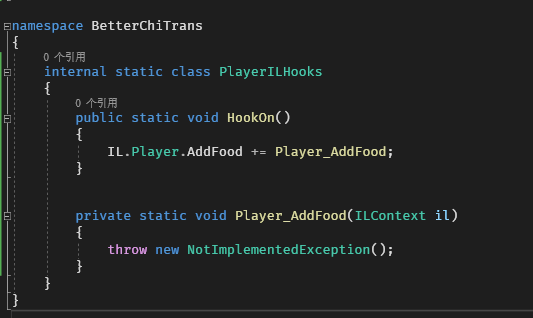 namespace BetterChiTrans
{
0 个引用
internal static class PlayerILHooks
{
0 个引用
public static void HookOn()
{
IL.Player.AddFood += Player_AddFood;
}
private static void Player_AddFood(ILContext il)
{
throw new NotImplementedException();
}
}
}